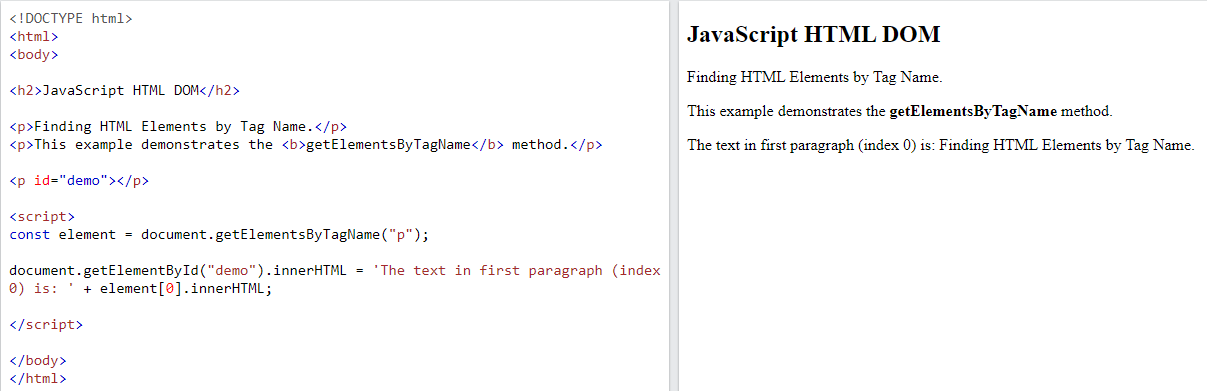 <!DOCTYPE html>
<html>
<body>
<h2>JavaScript HTML DOM</h2>
<p>Finding HTML Elements by Tag Name.</p>
<p>This example demonstrates the <b>getElementsByTagName</b> method.</p>
<p id="demo"></p>
<script>
const element = document.getElementsByTagName("p");
document.getElementById("demo").innerHTML = 'The text in first paragraph (index
0) is: ' + element[0].innerHTML;
</script>
</body>
</html>
JavaScript HTML DOM
Finding HTML Elements by Tag Name.
This example demonstrates the getElementsByTagName method.
The text in first paragraph (index 0) is: Finding HTML Elements by Tag Name.